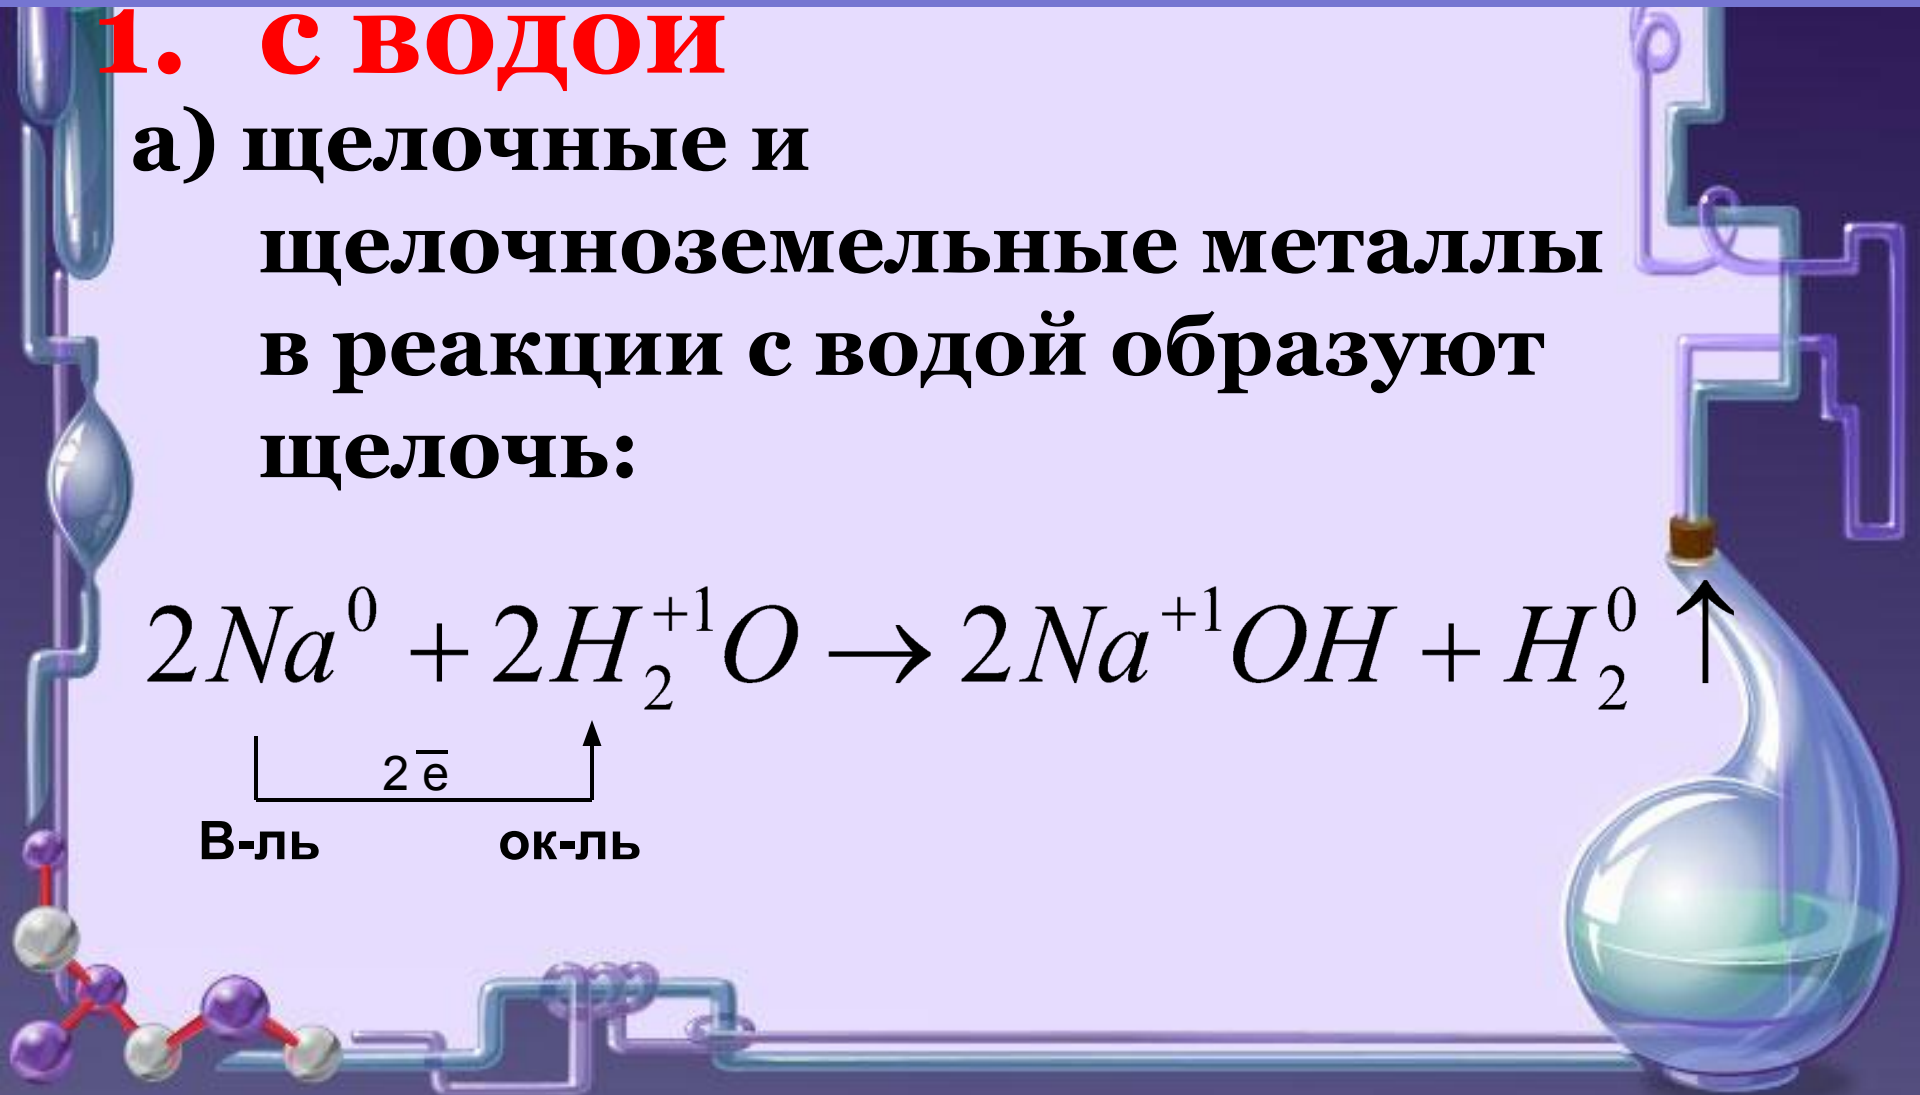 1. с водой
а) щелочные и
щелочноземельные металлы
в реакции с водой образуют
щелочь:
2Na⁰ + 2H₂⁺¹O → 2Na⁺¹OH + H₂⁰ ↑
2 e̅
В-ль ок-ль